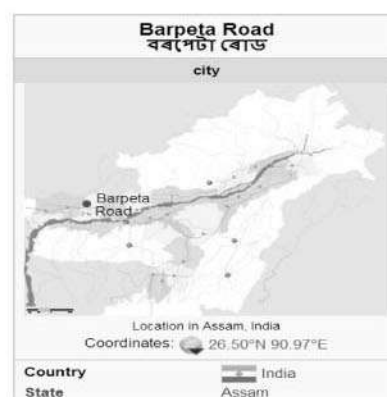 Barpeta Road
বৰপেটা ৰোড
city
Barpeta
Road
Location in Assam, India
Coordinates: 26.50°N 90.97°E
Country India
State Assam